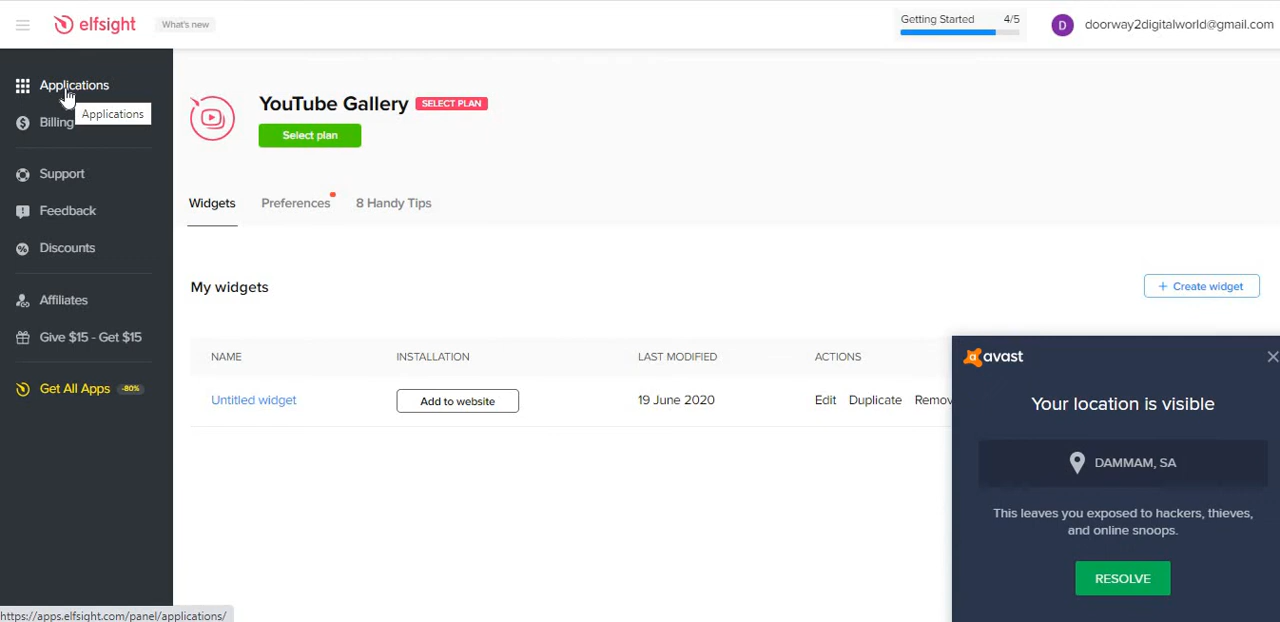 elfsight
What's new
Getting Started 4/5
D
doorway2digitalworld@gmail.com
Applications
Applications
Billing
Support
Feedback
Discounts
Affiliates
Give $15 - Get $15
Get All Apps -80%
YouTube Gallery SELECT PLAN
Select plan
Widgets Preferences 8 Handy Tips
My widgets
+ Create widget
NAME INSTALLATION LAST MODIFIED ACTIONS
Untitled widget Add to website 19 June 2020 Edit Duplicate Remov
avast
Your location is visible
DAMMAM, SA
This leaves you exposed to hackers, thieves,
and online snoops.
RESOLVE
https://apps.elfsight.com/panel/applications/